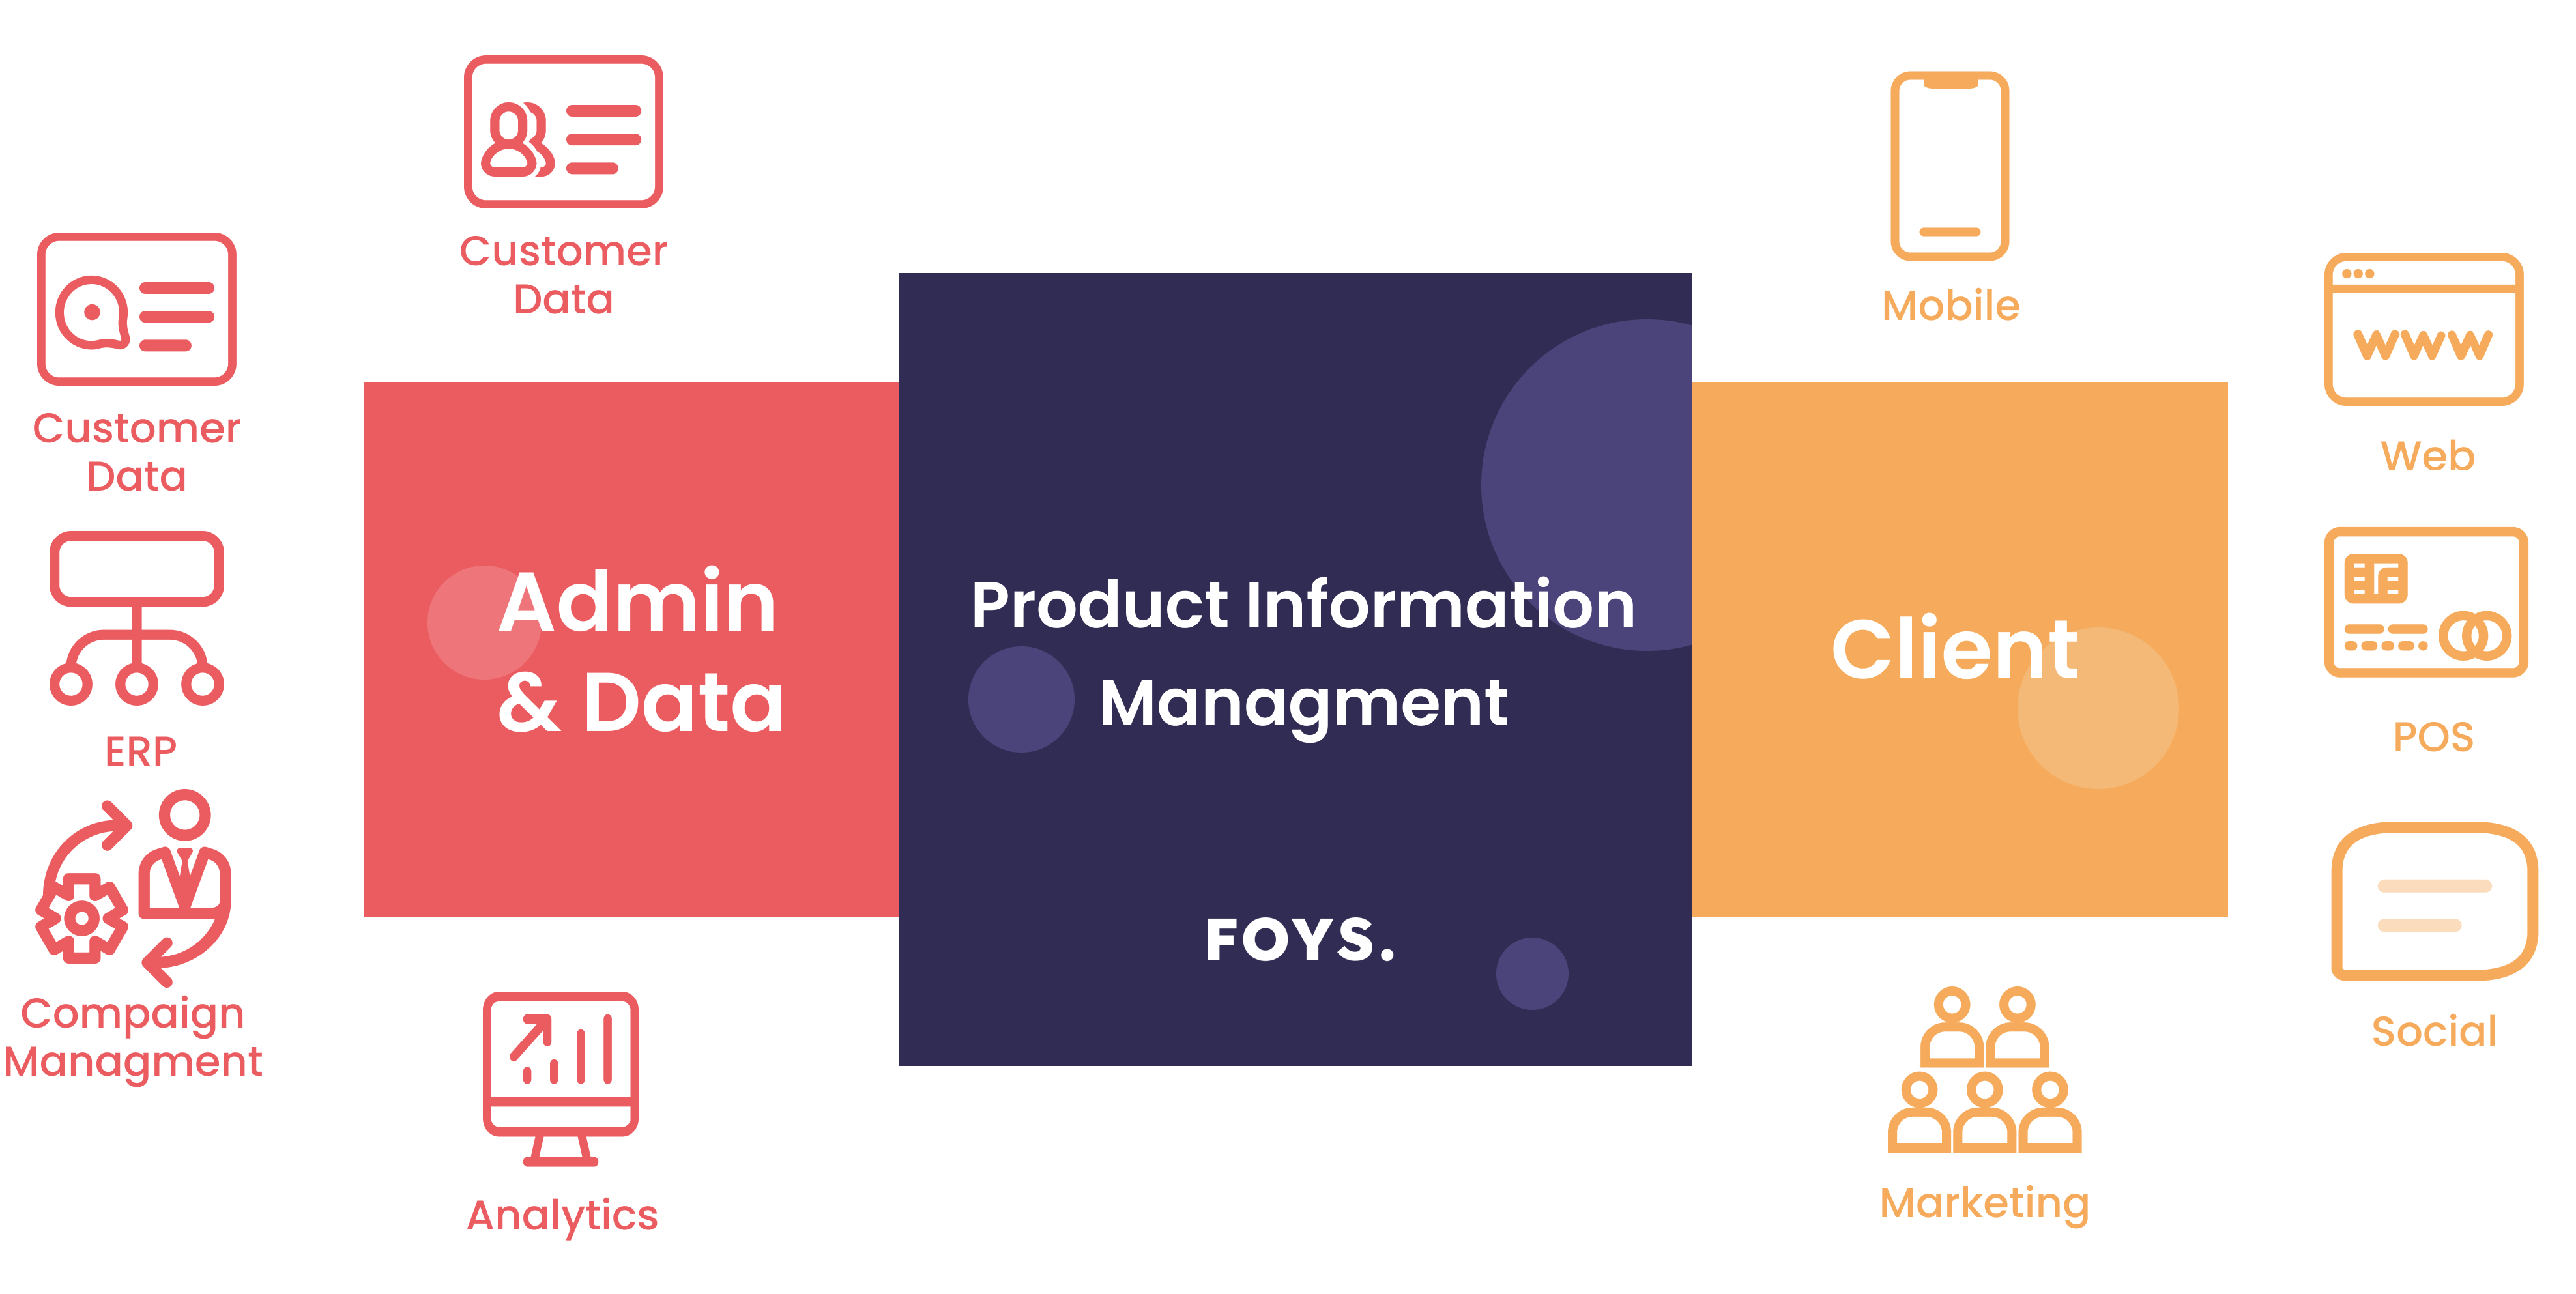 Customer
Data
Customer
Data
ERP
Compaign
Managment
Analytics
Admin
& Data
Product Information
Managment
FOYS.
Client
Mobile
www
Web
POS
Social
Marketing